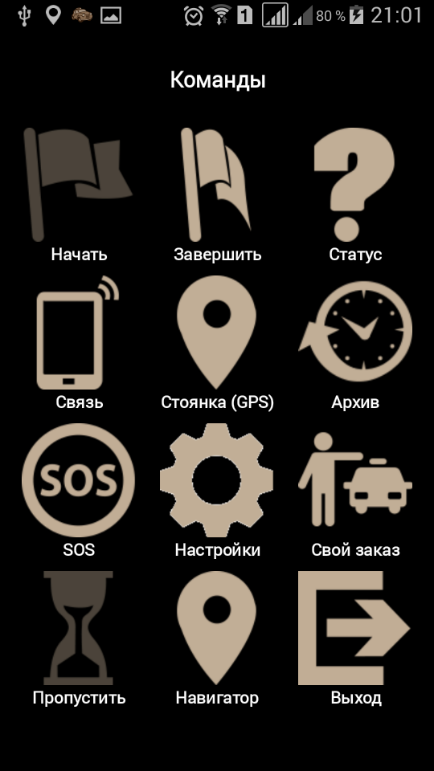 1 80 % 21:01
Команды
Начать Завершить Статус
Связь Стоянка (GPS) Архив
SOS
SOS Настройки Свой заказ
Пропустить Навигатор Выход